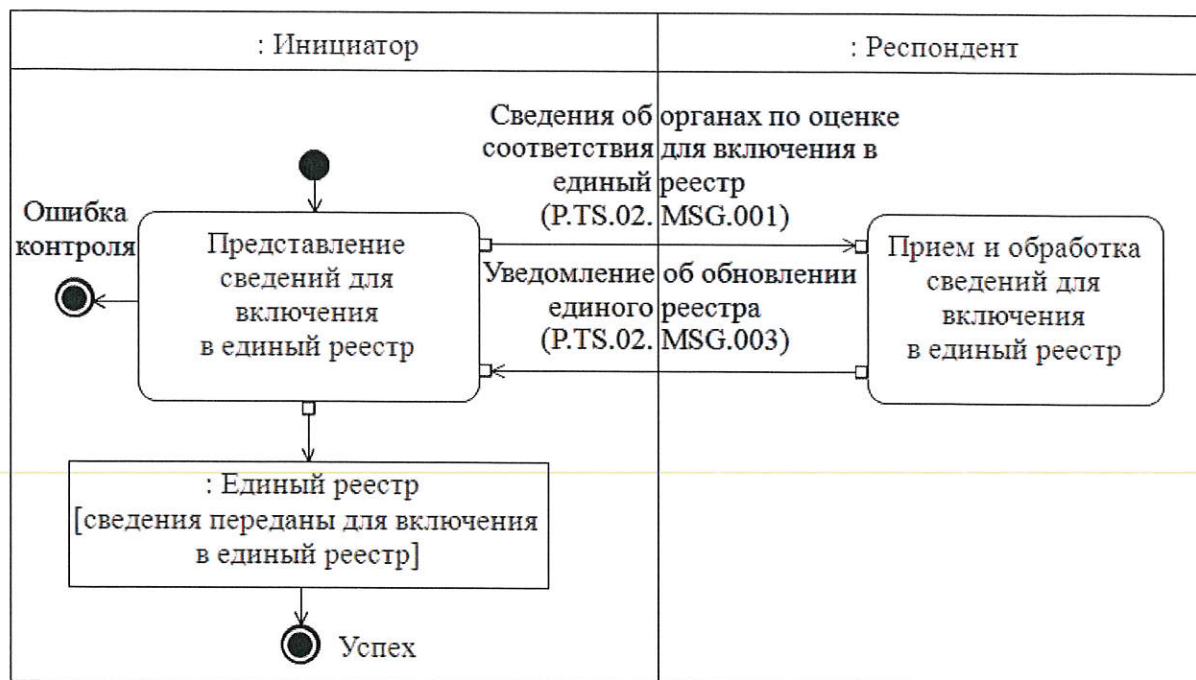 : Инициатор
: Респондент
Сведения об органах по оценке
соответствия для включения в
единый реестр
(P.TS.02. MSG.001)
Ошибка
контроля
Представление
сведений для
включения
в единый реестр
Уведомление об обновлении
единого реестра
(P.TS.02. MSG.003)
Прием и обработка
сведений для
включения
в единый реестр
: Единый реестр
[сведения переданы для включения
в единый реестр]
Успех